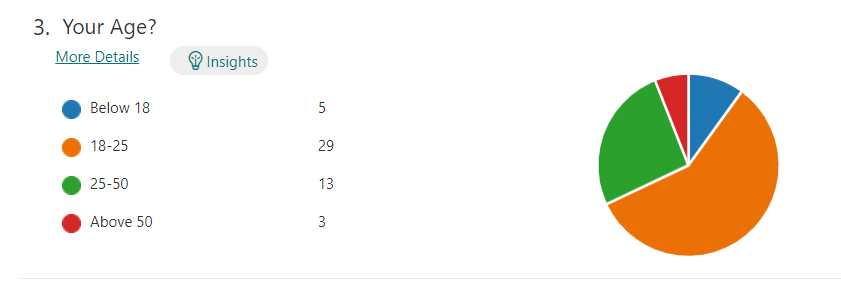 3. Your Age?
More Details
Insights
Below 18 5
18-25 29
25-50 13
Above 50 3